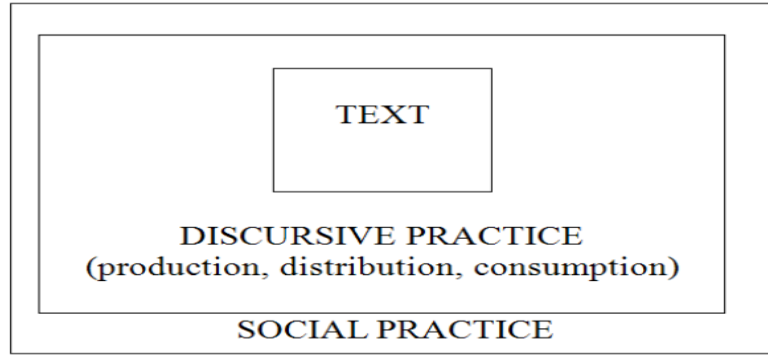 TEXT
DISCURSIVE PRACTICE
(production, distribution, consumption)
SOCIAL PRACTICE